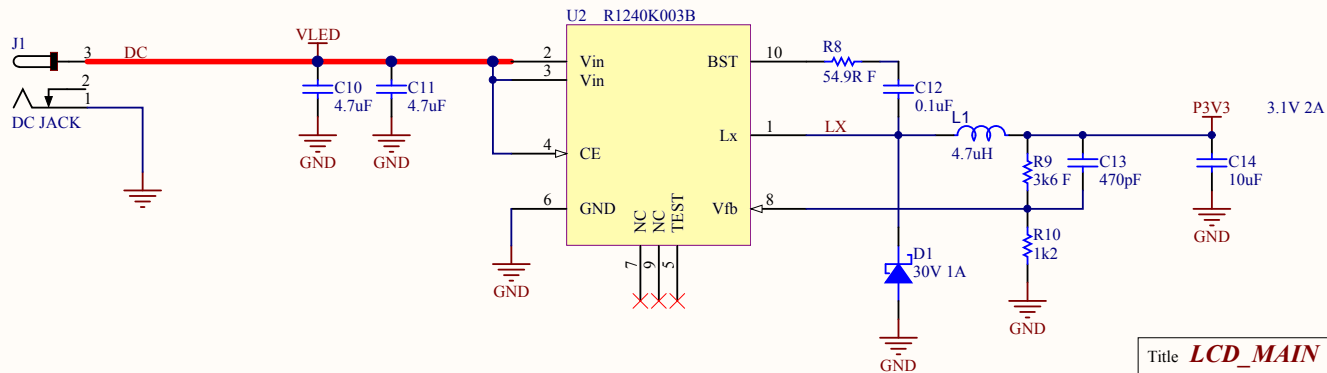 U2 R1240K003B
J1
3 DC
VLED
2
1
DC JACK
C10
4.7uF
GND
C11
4.7uF
GND
2 Vin
3 Vin
4 CE
6 GND
GND
BST 10
Lx 1
Vfb 8
NC 7
NC 9
TEST 5
R8
54.9R F
C12
0.1uF
LX
L1
4.7uH
R9
3k6 F
C13
470pF
R10
1k2
GND
D1
30V 1A
GND
P3V3
3.1V 2A
C14
10uF
GND
Title LCD_MAIN